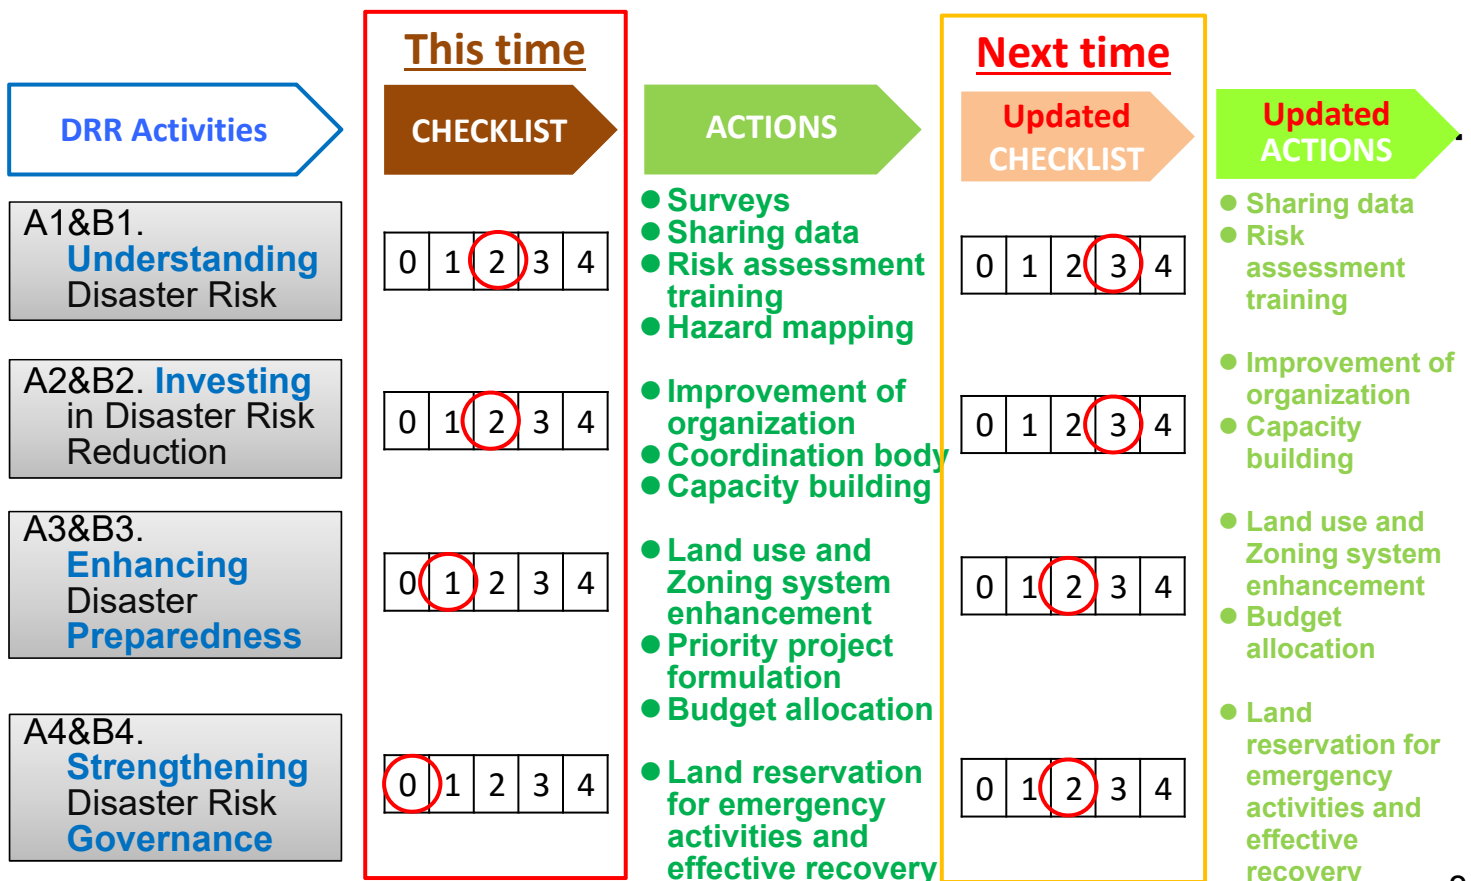 This time
Next time
DRR Activities
CHECKLIST
ACTIONS
Updated
CHECKLIST
Updated
ACTIONS
A1&B1.
Understanding
Disaster Risk
0 1 2 3 4
● Surveys
● Sharing data
● Risk assessment
training
● Hazard mapping
0 1 2 3 4
● Sharing data
● Risk
assessment
training
A2&B2. Investing
in Disaster Risk
Reduction
0 1 2 3 4
● Improvement of
organization
● Coordination body
● Capacity building
0 1 2 3 4
● Improvement of
organization
● Capacity
building
A3&B3.
Enhancing
Disaster
Preparedness
0 1 2 3 4
● Land use and
Zoning system
enhancement
● Priority project
formulation
● Budget allocation
0 1 2 3 4
● Land use and
Zoning system
enhancement
● Budget
allocation
A4&B4.
Strengthening
Disaster Risk
Governance
0 1 2 3 4
● Land reservation
for emergency
activities and
effective recovery
0 1 2 3 4
● Land
reservation for
emergency
activities and
effective
recovery